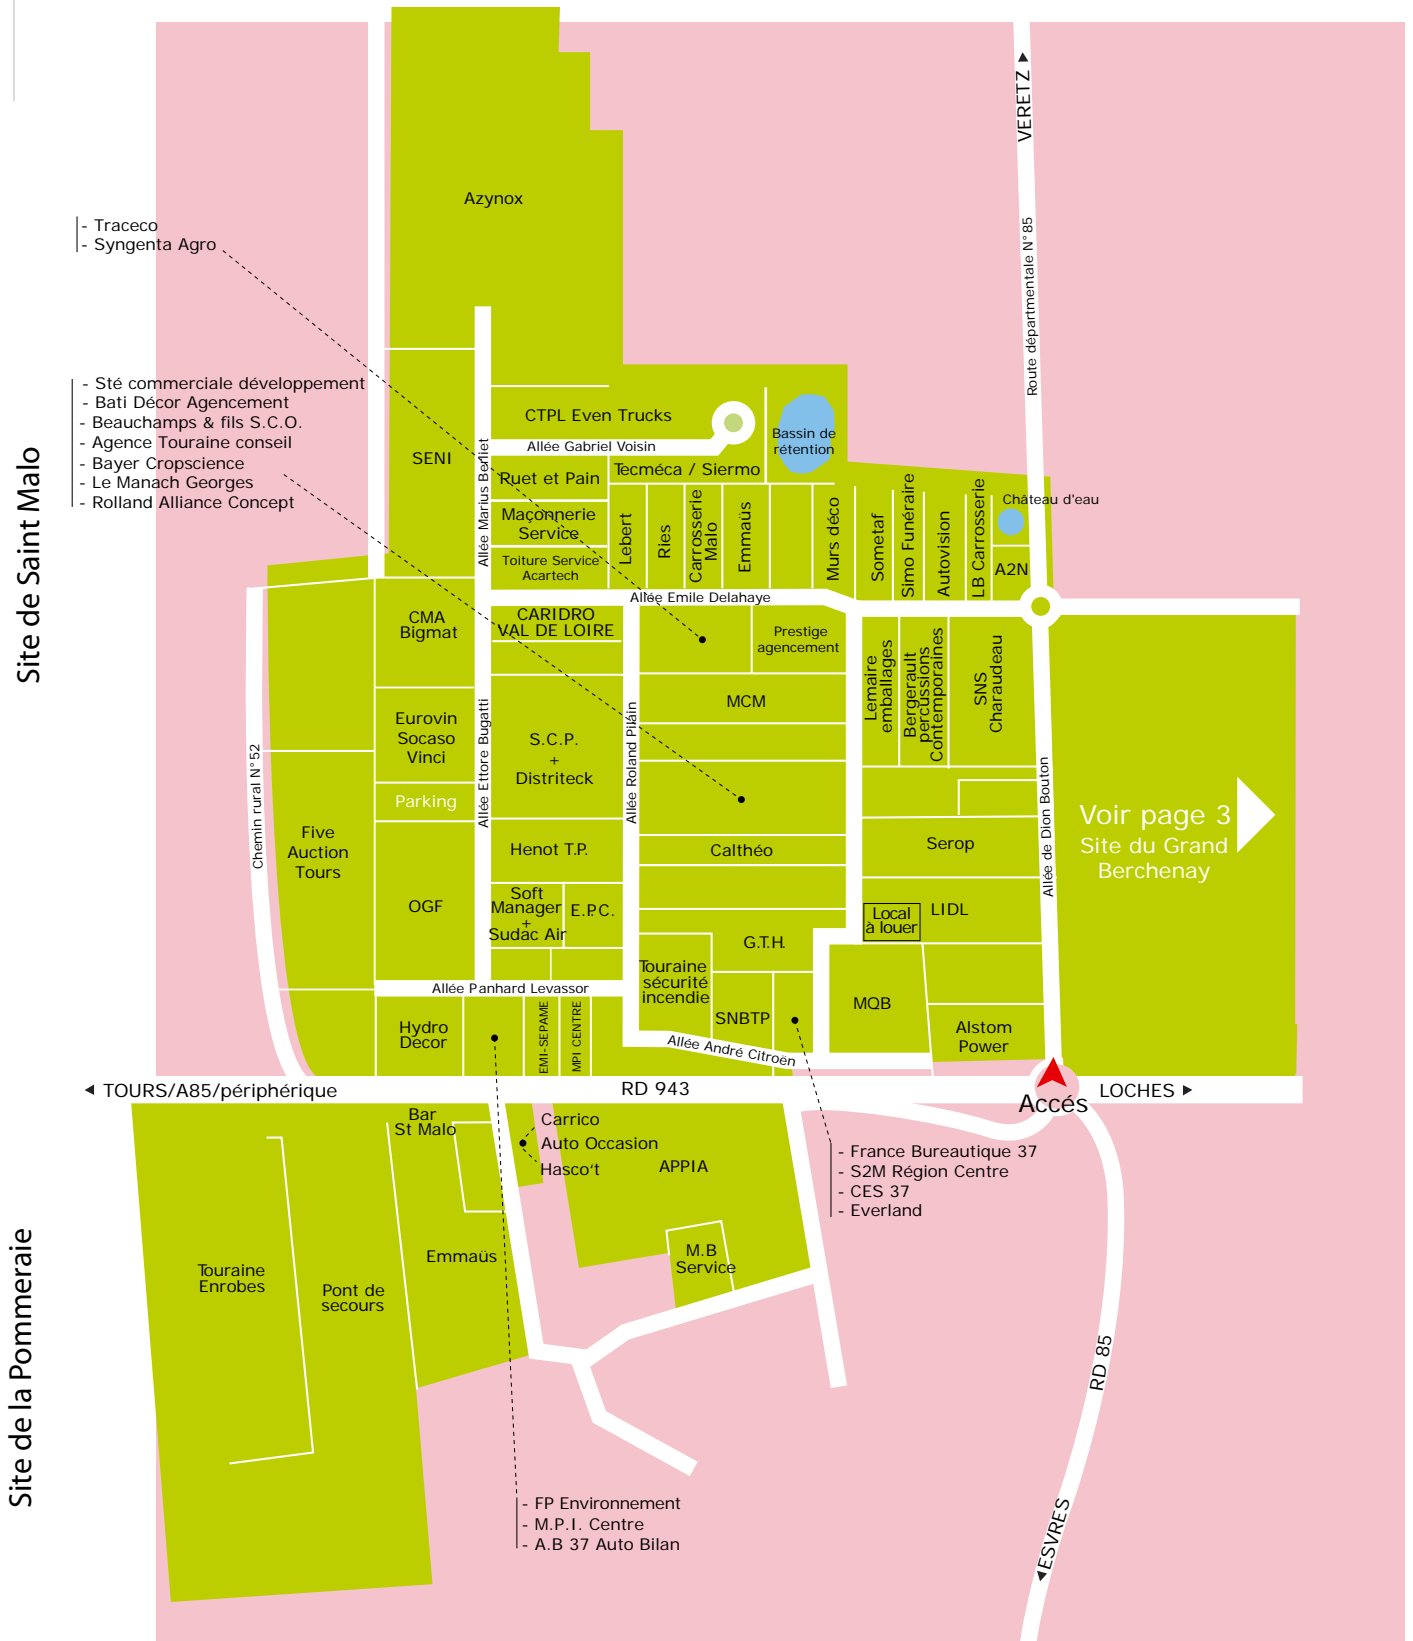 VERETZ
Azynox
- Traceco
- Syngenta Agro
Route départmentale N°85
- Sté commerciale développement
- Bati Décor Agencement
- Beauchamps & fils S.C.O.
- Agence Touraine conseil
- Bayer Cropscience
- Le Manach Georges
- Rolland Alliance Concept
Site de Saint Malo
CTPL Even Trucks
Allée Gabriel Voisin
Bassin de
rétention
SENI
Allée Marius Berliet
Ruet et Pain
Tecméca / Siermo
Maçonnerie
Service
Toiture Service
Acartech
Lebert
Ries
Carrosserie
Malo
Emmaüs
Murs déco
Sometaf
Simo Funéraire
Autovision
LB Carrosserie
Château d'eau
A2N
Allée Emile Delahaye
CMA
Bigmat
CARIDRO
VAL DE LOIRE
Prestige
agencement
Lemaire
emballages
Bergerault
percussions
Contemporaines
SNS
Charaudeau
MCM
Eurovin
Socaso
Vinci
Allée Ettore Bugatti
S.C.P.
+
Distriteck
Allée Roland Pilain
Chemin rural N°52
Parking
Allée de Dion Bouton
Voir page 3
Site du Grand
Berchenay
Five
Auction
Tours
Henot T.P.
Calthéo
Serop
OGF
Soft
Manager
+
Sudac Air
E.P.C.
Local
à louer
LIDL
G.T.H.
Touraine
sécurité
incendie
Allée Panhard Levassor
MQB
Hydro
Décor
EMI-SEPAME
MPI CENTRE
SNBTP
Allée André Citroën
Alstom
Power
TOURS/A85/périphérique
RD 943
LOCHES
Accés
Bar
St Malo
Carrico
Auto Occasion
Hasco't
APPIA
- France Bureautique 37
- S2M Région Centre
- CES 37
- Everland
Site de la Pommeraie
Touraine
Enrobes
Pont de
secours
Emmaüs
M.B
Service
RD 85
- FP Environnement
- M.P.I. Centre
- A.B 37 Auto Bilan
ESVRES